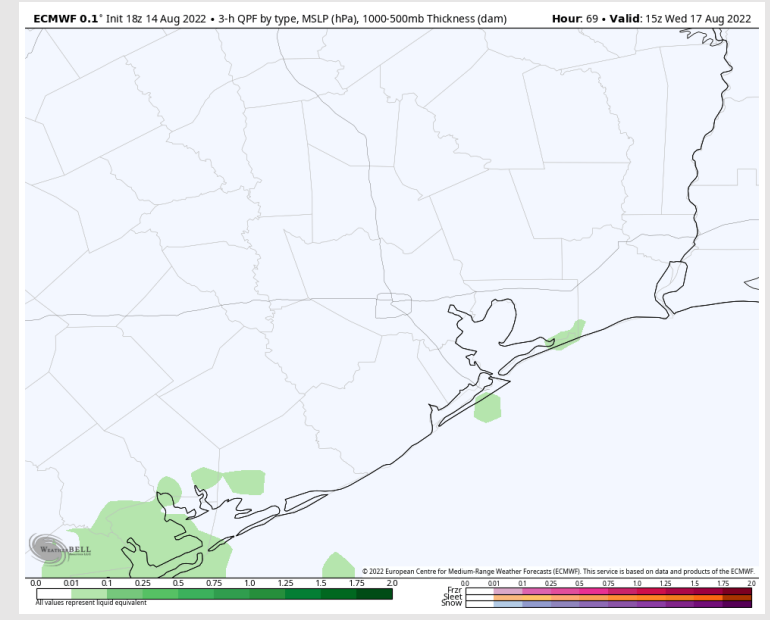 ECMWF 0.1° Init 18z 14 Aug 2022 • 3-h QPF by type, MSLP (hPa), 1000-500mb Thickness (dam) Hour: 69 • Valid: 15z Wed 17 Aug 2022
WEATHERBELL
© 2022 European Centre for Medium-Range Weather Forecasts (ECMWF). This service is based on data and products of the ECMWF.
0.0 0.01 0.1 0.25 0.5 0.75 1.0 1.25 1.5 1.75 2.0
All values represent liquid equivalent
0.0 0.01 0.1 0.25 0.5 0.75 1.0 1.25 1.5 1.75 2.0
Frzr
Sleet
Snow